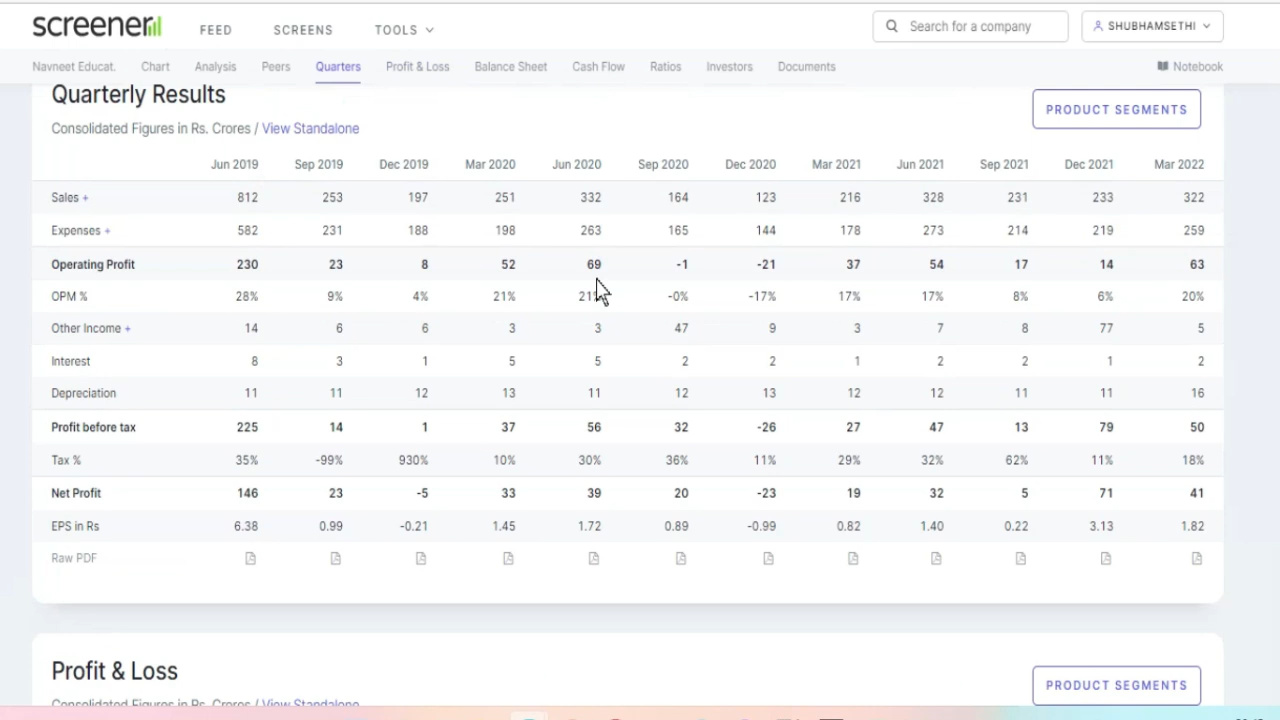 screener FEED SCREENS TOOLS Search for a company SHUBHAMSETHI
Navneet Educat. Chart Analysis Peers Quarters Profit & Loss Balance Sheet Cash Flow Ratios Investors Documents Notebook
Quarterly Results PRODUCT SEGMENTS
Consolidated Figures in Rs. Crores / View Standalone
Jun 2019 Sep 2019 Dec 2019 Mar 2020 Jun 2020 Sep 2020 Dec 2020 Mar 2021 Jun 2021 Sep 2021 Dec 2021 Mar 2022
Sales + 812 253 197 251 332 164 123 216 328 231 233 322
Expenses + 582 231 188 198 263 165 144 178 273 214 219 259
Operating Profit 230 23 8 52 69 -1 -21 37 54 17 14 63
OPM % 28% 9% 4% 21% 21% -0% -17% 17% 17% 8% 6% 20%
Other Income + 14 6 6 3 3 47 9 3 7 8 77 5
Interest 8 3 1 5 5 2 2 1 2 2 1 2
Depreciation 11 11 12 13 11 12 13 12 12 11 11 16
Profit before tax 225 14 1 37 56 32 -26 27 47 13 79 50
Tax % 35% -99% 930% 10% 30% 36% 11% 29% 32% 62% 11% 18%
Net Profit 146 23 -5 33 39 20 -23 19 32 5 71 41
EPS in Rs 6.38 0.99 -0.21 1.45 1.72 0.89 -0.99 0.82 1.40 0.22 3.13 1.82
Raw PDF
Profit & Loss PRODUCT SEGMENTS
Consolidated Figures in Rs. Crores / View Standalone